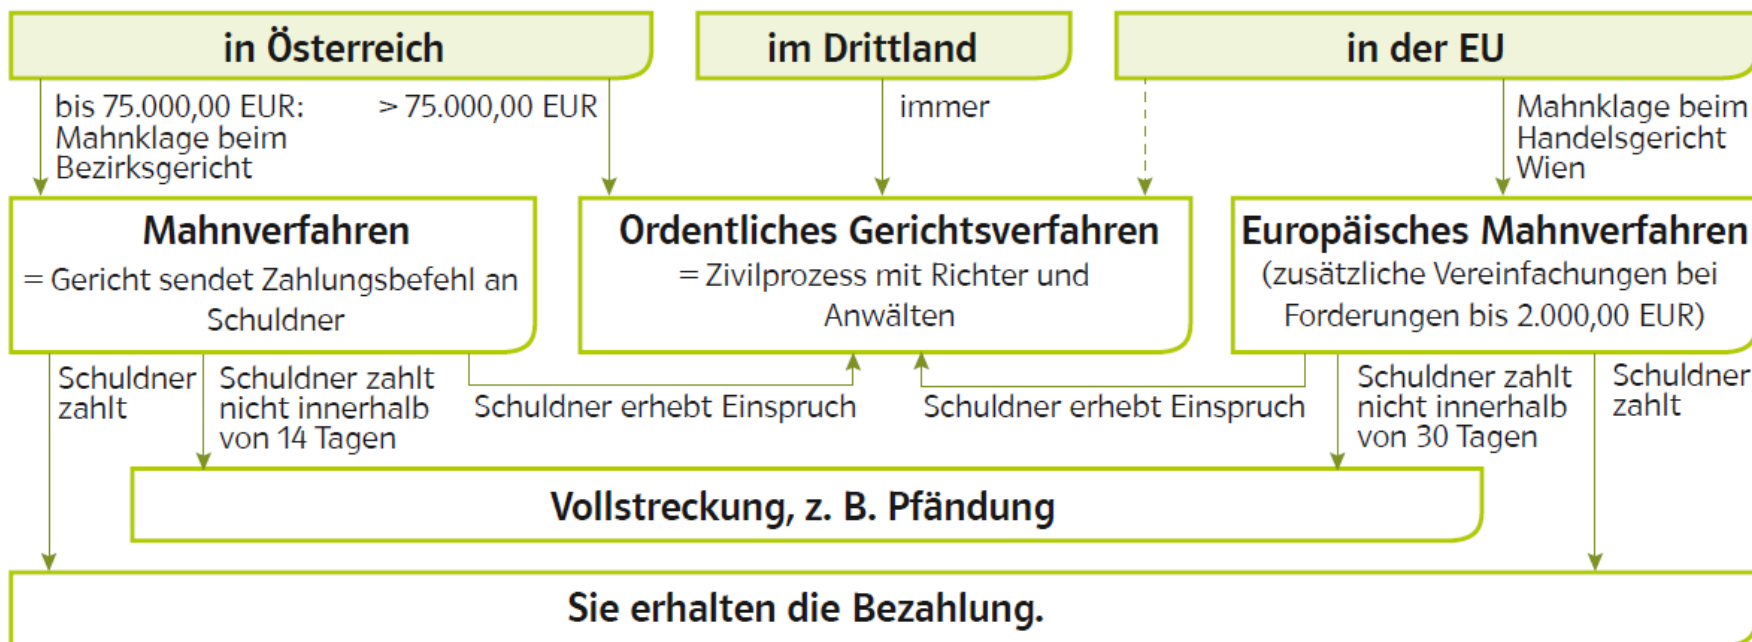 in Österreich
im Drittland
in der EU
bis 75.000,00 EUR:
Mahnklage beim
Bezirksgericht
> 75.000,00 EUR
immer
Mahnklage beim
Handelsgericht
Wien
Mahnverfahren
= Gericht sendet Zahlungsbefehl an
Schuldner
Ordentliches Gerichtsverfahren
= Zivilprozess mit Richter und
Anwälten
Europäisches Mahnverfahren
(zusätzliche Vereinfachungen bei
Forderungen bis 2.000,00 EUR)
Schuldner
zahlt
Schuldner zahlt
nicht innerhalb
von 14 Tagen
Schuldner erhebt Einspruch
Schuldner erhebt Einspruch
Schuldner zahlt
nicht innerhalb
von 30 Tagen
Schuldner
zahlt
Vollstreckung, z. B. Pfändung
Sie erhalten die Bezahlung.